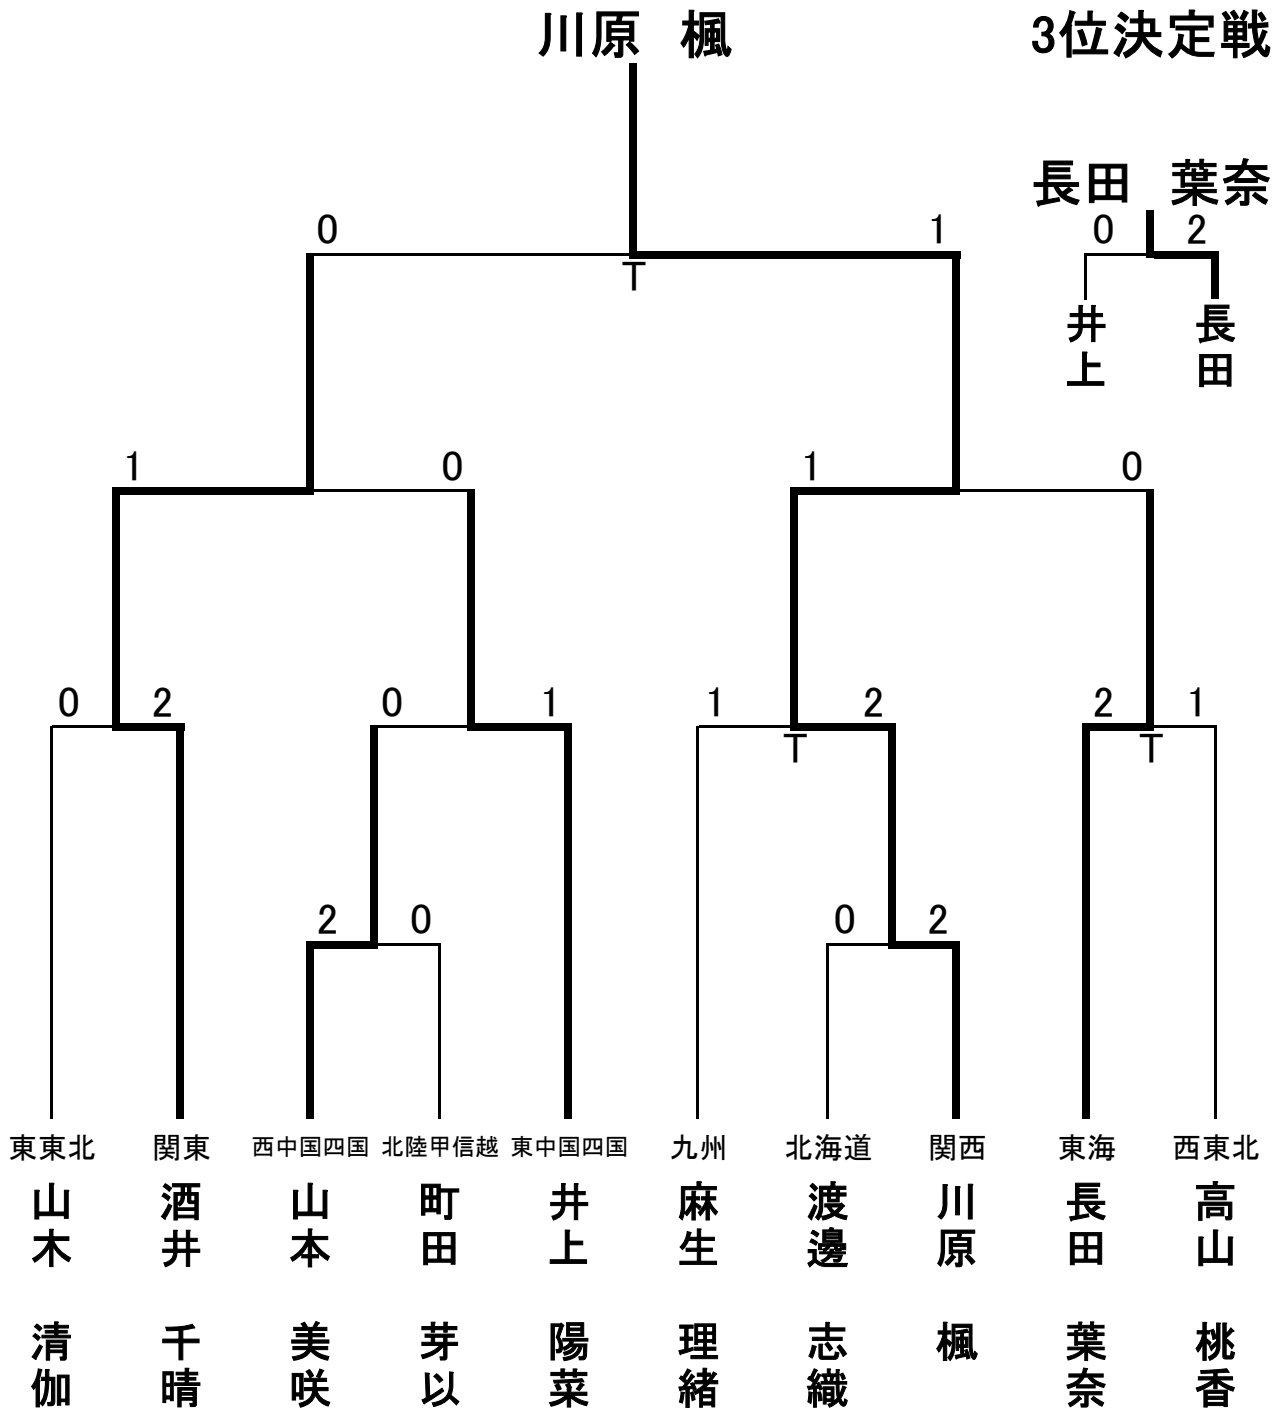 川原　楓
3位決定戦
長田　葉奈
0 2
井上
長田
0 1
T
1 0
1 0
0 2
0 1
1 2
2 1
T
T
2 0
0 2
東東北
関東
西中国四国
北陸甲信越
東中国四国
九州
北海道
関西
東海
西東北
山木　清伽
酒井　千晴
山本　美咲
町田　芽以
井上　陽菜
麻生　理緒
渡邊　志織
川原　楓
長田　葉奈
高山　桃香